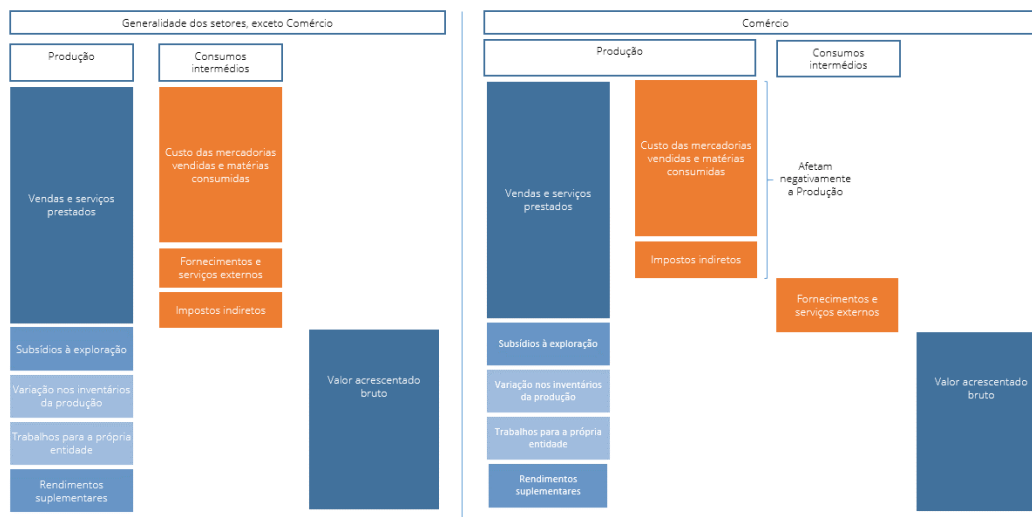 Generalidade dos setores, exceto Comércio
Produção
Consumos
intermédios
Vendas e serviços
prestados
Custo das mercadorias
vendidas e matérias
consumidas
Fornecimentos e
serviços externos
Impostos indiretos
Subsídios à exploração
Variação nos inventários
da produção
Trabalhos para a própria
entidade
Rendimentos
suplementares
Valor acrescentado
bruto
Comércio
Produção
Consumos
intermédios
Vendas e serviços
prestados
Custo das mercadorias
vendidas e matérias
consumidas
Impostos indiretos
Afetam
negativamente
a Produção
Fornecimentos e
serviços externos
Subsídios à exploração
Variação nos inventários
da produção
Trabalhos para a própria
entidade
Rendimentos
suplementares
Valor acrescentado
bruto